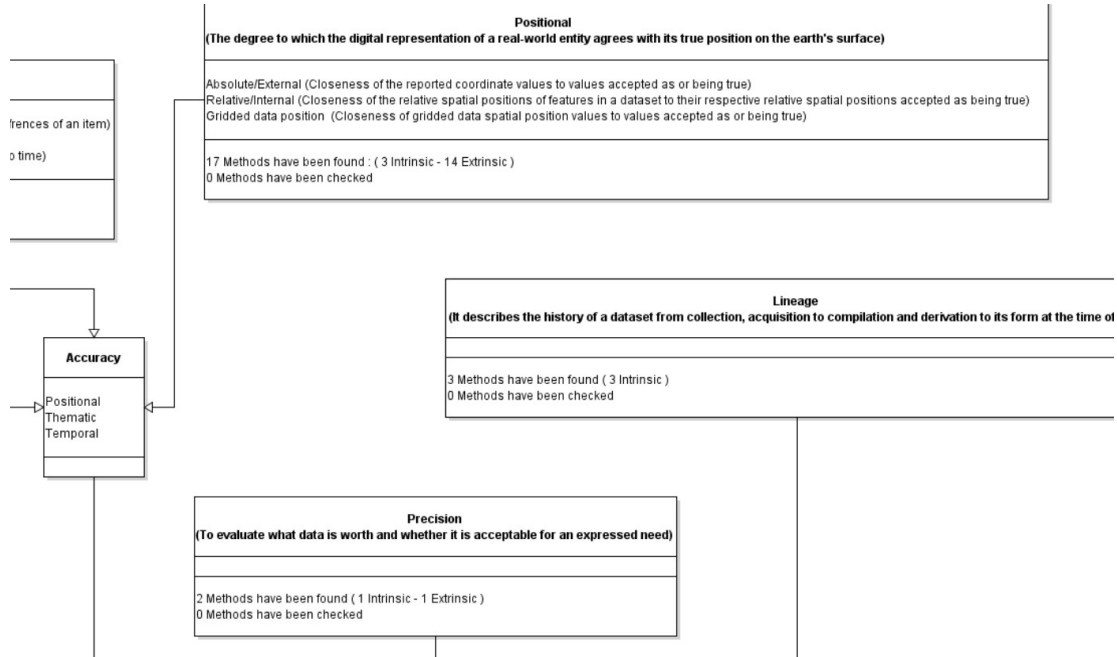 Positional
(The degree to which the digital representation of a real-world entity agrees with its true position on the earth's surface)
Absolute/External (Closeness of the reported coordinate values to values accepted as or being true)
Relative/Internal (Closeness of the relative spatial positions of features in a dataset to their respective relative spatial positions accepted as being true)
Gridded data position (Closeness of gridded data spatial position values to values accepted as or being true)
17 Methods have been found : ( 3 Intrinsic - 14 Extrinsic )
0 Methods have been checked
of an item)
time)
Lineage
(It describes the history of a dataset from collection, acquisition to compilation and derivation to its form at the time of
3 Methods have been found ( 3 Intrinsic )
0 Methods have been checked
Accuracy
Positional
Thematic
Temporal
Precision
(To evaluate what data is worth and whether it is acceptable for an expressed need)
2 Methods have been found ( 1 Intrinsic - 1 Extrinsic )
0 Methods have been checked